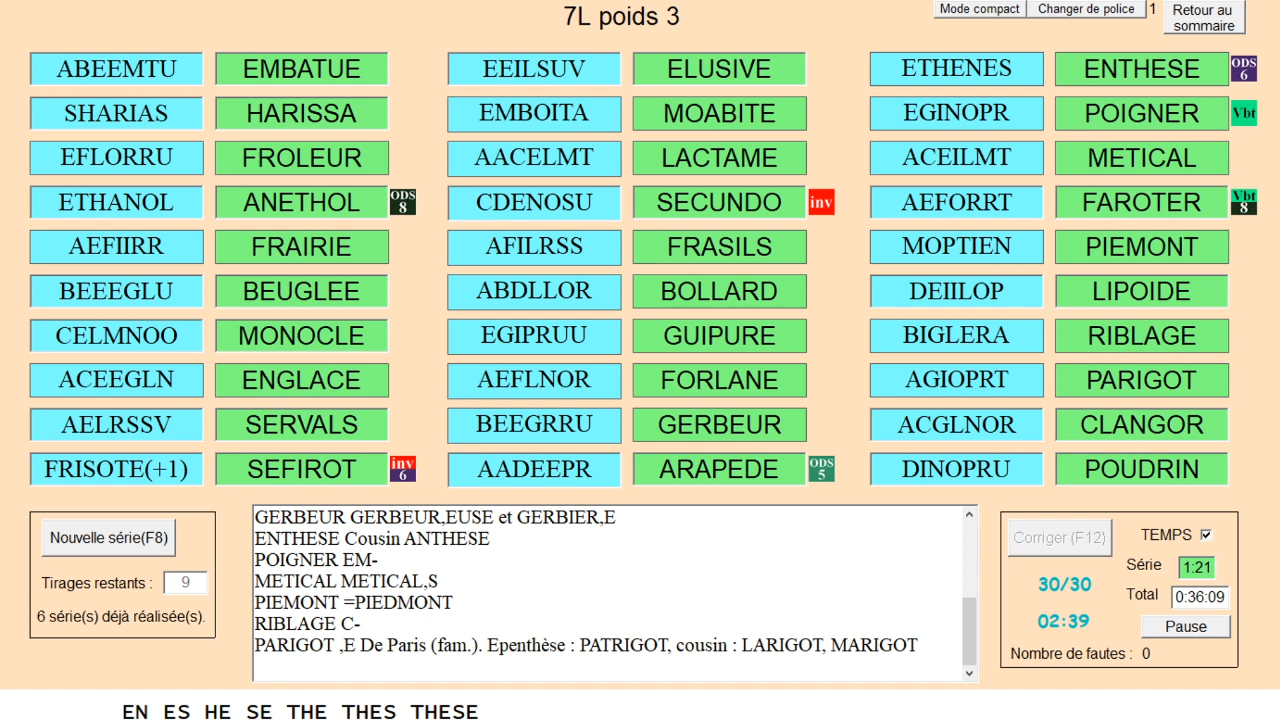 7L poids 3
Mode compact Changer de police 1 Retour au sommaire
ABEEMTU EMBATUE EEILSUV ELUSIVE ETHENES ENTHESE ODS 6
SHARIAS HARISSA EMBOITA MOABITE EGINOPR POIGNER Vbt
EFLORRU FROLEUR AACELMT LACTAME ACEILMT METICAL
ETHANOL ANETHOL ODS 8 CDENOSU SECUNDO inv AEFORRT FAROTER Vbt 8
AEFIIRR FRAIRIE AFILRSS FRASILS MOPTIEN PIEMONT
BEEEGLU BEUGLEE ABDLLOR BOLLARD DEIILOP LIPOIDE
CELMNOO MONOCLE EGIPRUU GUIPURE BIGLERA RIBLAGE
ACEEGLN ENGLACE AEFLNOR FORLANE AGIOPRT PARIGOT
AELRSSV SERVALS BEEGRRU GERBEUR ACGLNOR CLANGOR
FRISOTE(+1) SEFIROT inv 6 AADEEPR ARAPEDE ODS 5 DINOPRU POUDRIN
Nouvelle série(F8)
Tirages restants : 9
6 série(s) déjà réalisée(s).
GERBEUR GERBEUR,EUSE et GERBIER,E
ENTHESE Cousin ANTHESE
POIGNER EM-
METICAL METICAL,S
PIEMONT =PIEDMONT
RIBLAGE C-
PARIGOT ,E De Paris (fam.). Epenthèse : PATRIGOT, cousin : LARIGOT, MARIGOT
Corriger (F12) TEMPS
Série 1:21
30/30
Total 0:36:09
02:39
Pause
Nombre de fautes : 0
EN ES HE SE THE THES THESE